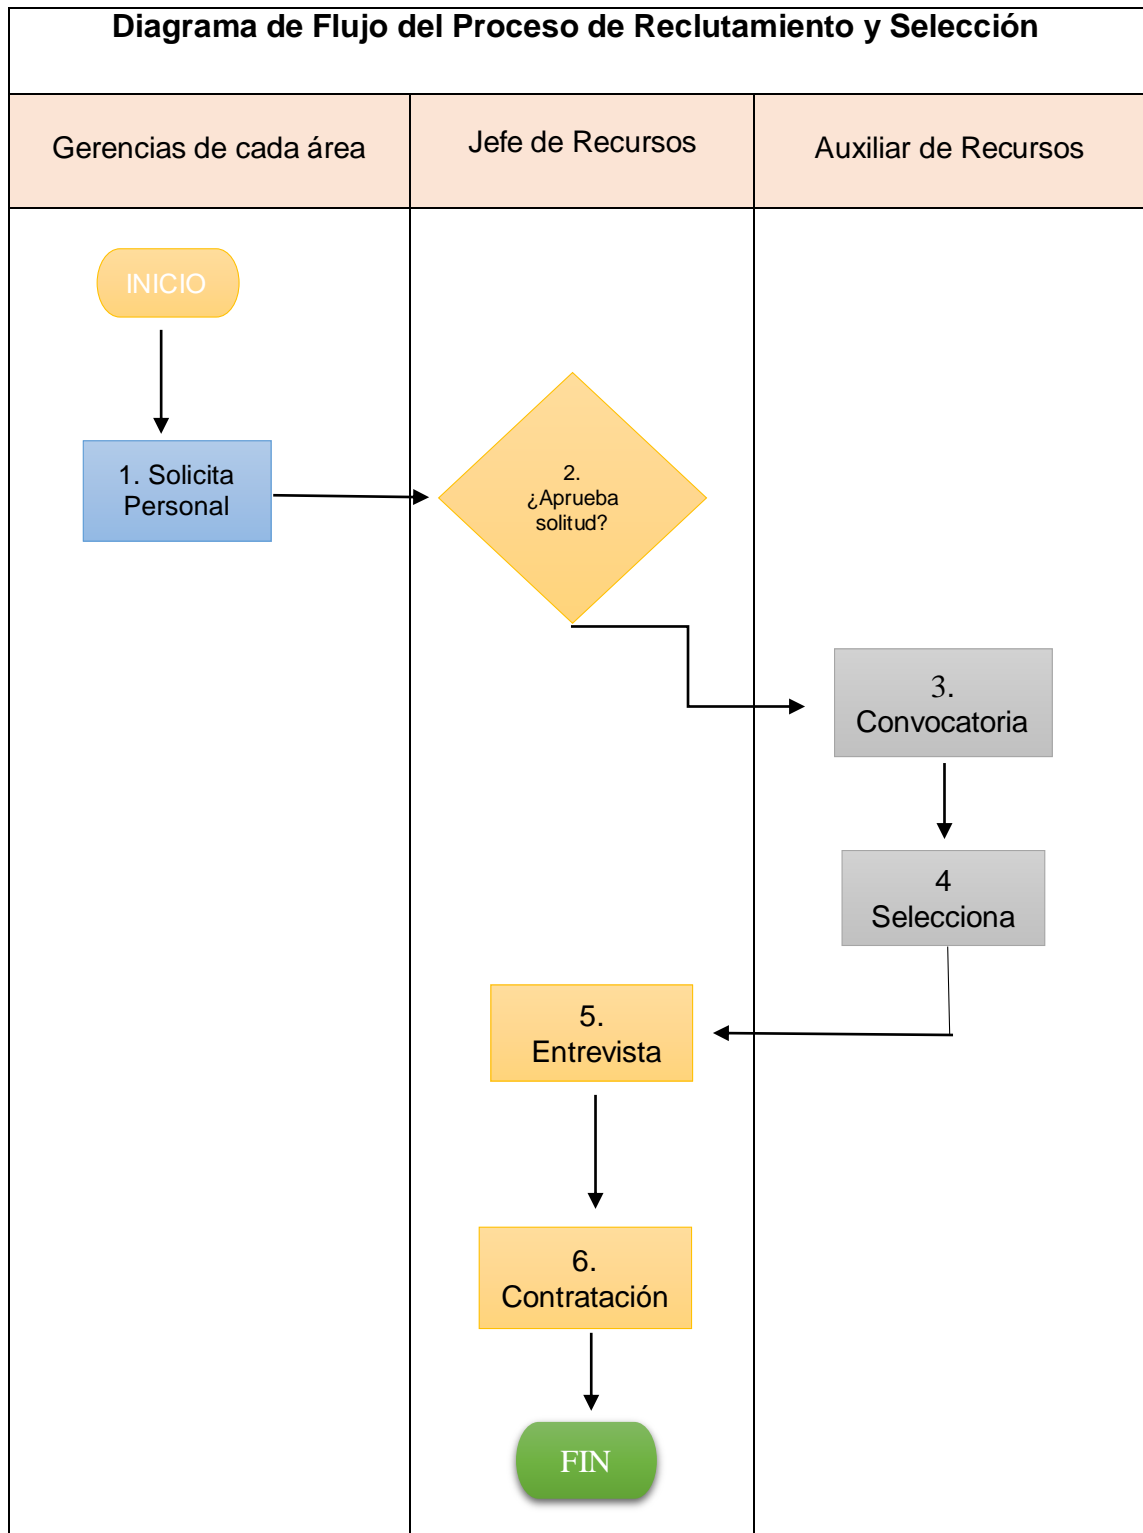 Diagrama de Flujo del Proceso de Reclutamiento y Selección
Gerencias de cada área
Jefe de Recursos
Auxiliar de Recursos
INICIO
1. Solicita
Personal
2.
¿Aprueba
solitud?
3.
Convocatoria
4
Selecciona
5.
Entrevista
6.
Contratación
FIN